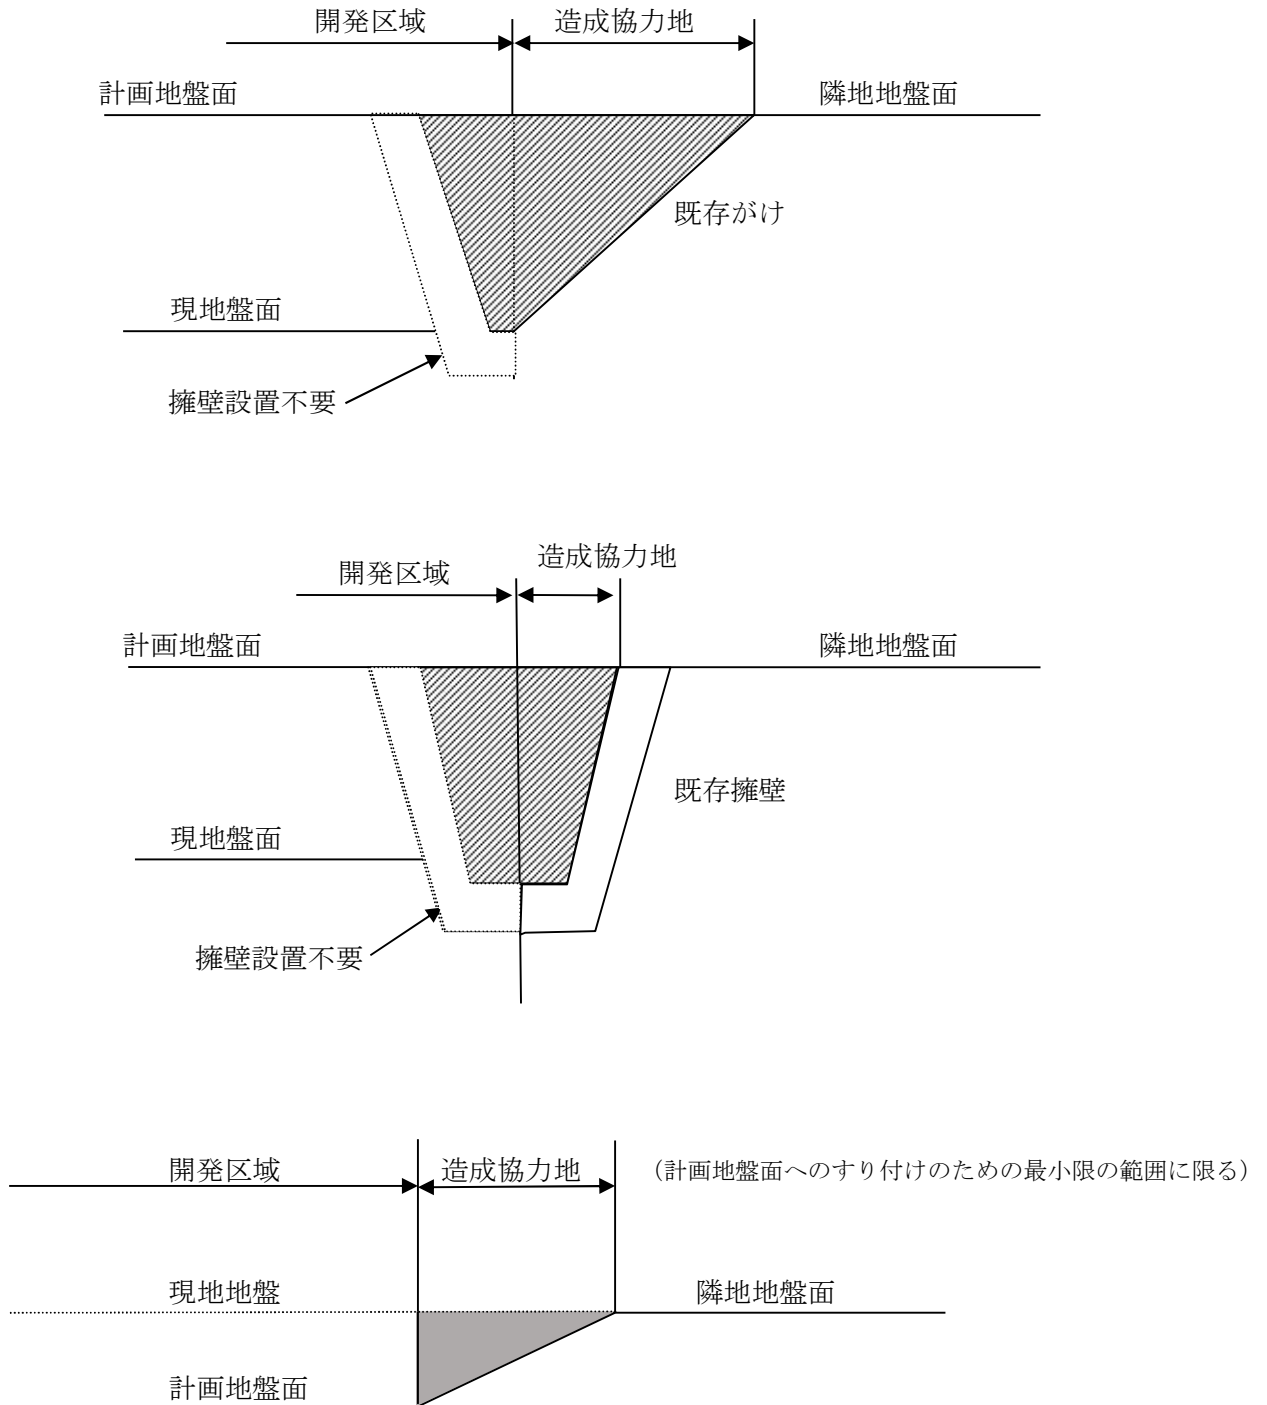 開発区域
造成協力地
計画地盤面
隣地地盤面
既存がけ
現地盤面
擁壁設置不要
造成協力地
開発区域
計画地盤面
隣地地盤面
既存擁壁
現地盤面
擁壁設置不要
開発区域
造成協力地
（計画地盤面へのすり付けのための最小限の範囲に限る）
現地地盤
隣地地盤面
計画地盤面